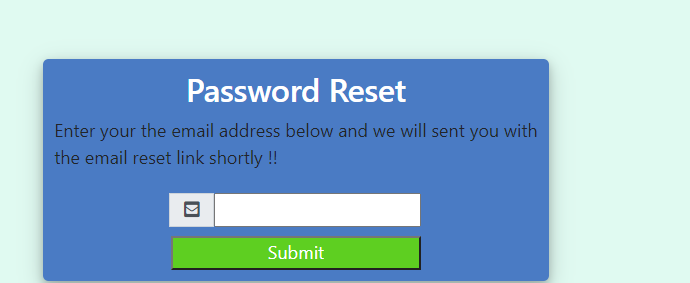 Password Reset
Enter your the email address below and we will sent you with
the email reset link shortly !!
Submit